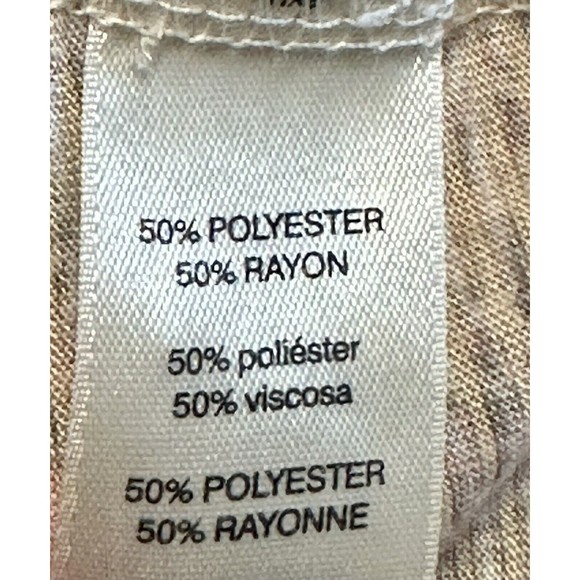 50% POLYESTER
50% RAYON
50% poliéster
50% viscosa
50% POLYESTER
50% RAYONNE